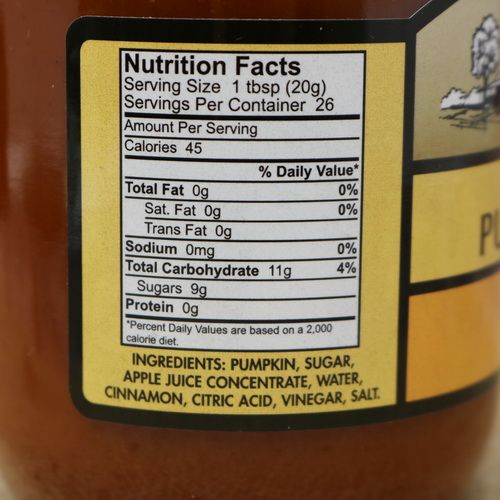 Nutrition Facts
Serving Size 1 tbsp (20g)
Servings Per Container 26
Amount Per Serving
Calories 45
% Daily Value*
Total Fat 0g 0%
Sat. Fat 0g 0%
Trans Fat 0g
Sodium 0mg 0%
Total Carbohydrate 11g 4%
Sugars 9g
Protein 0g
*Percent Daily Values are based on a 2,000
calorie diet.
INGREDIENTS: PUMPKIN, SUGAR,
APPLE JUICE CONCENTRATE, WATER,
CINNAMON, CITRIC ACID, VINEGAR, SALT.